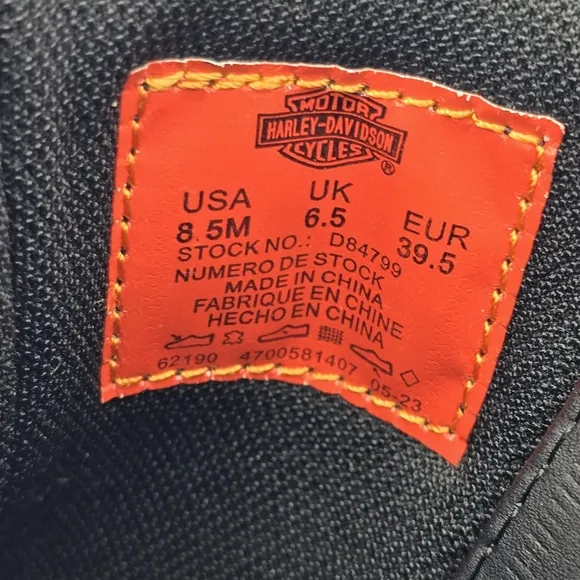 MOTOR
HARLEY-DAVIDSON
CYCLES
®
USA UK EUR
8.5M 6.5 39.5
STOCK NO.: D84799
NUMERO DE STOCK
MADE IN CHINA
FABRIQUE EN CHINE
HECHO EN CHINA
62190 4700581407 05-23